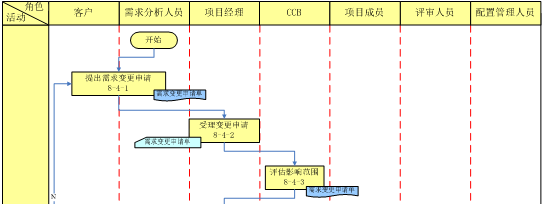 角色
活动
客户
需求分析人员
项目经理
CCB
项目成员
评审人员
配置管理人员
开始
提出需求变更申请
8-4-1
需求变更申请单
受理变更申请
8-4-2
需求变更申请单
评估影响范围
8-4-3
需求变更申请单
N